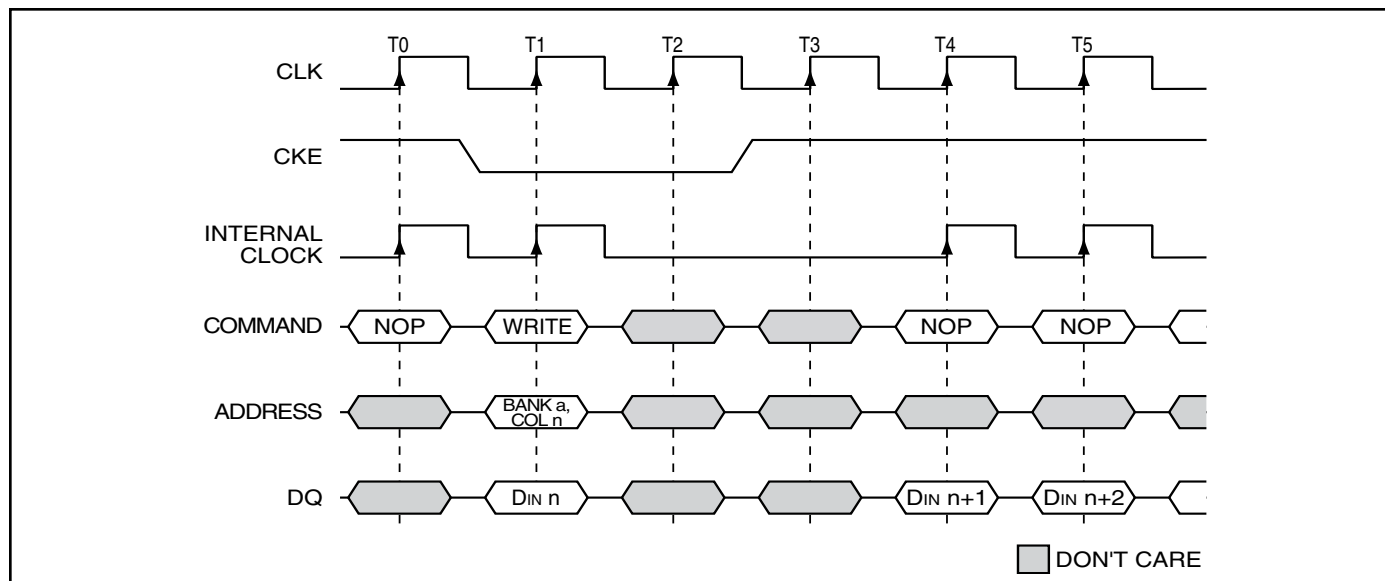 T0 T1 T2 T3 T4 T5
CLK
CKE
INTERNAL
CLOCK
COMMAND NOP WRITE NOP NOP
ADDRESS BANK a,
COL n
DQ DIN n DIN n+1 DIN n+2
DON'T CARE